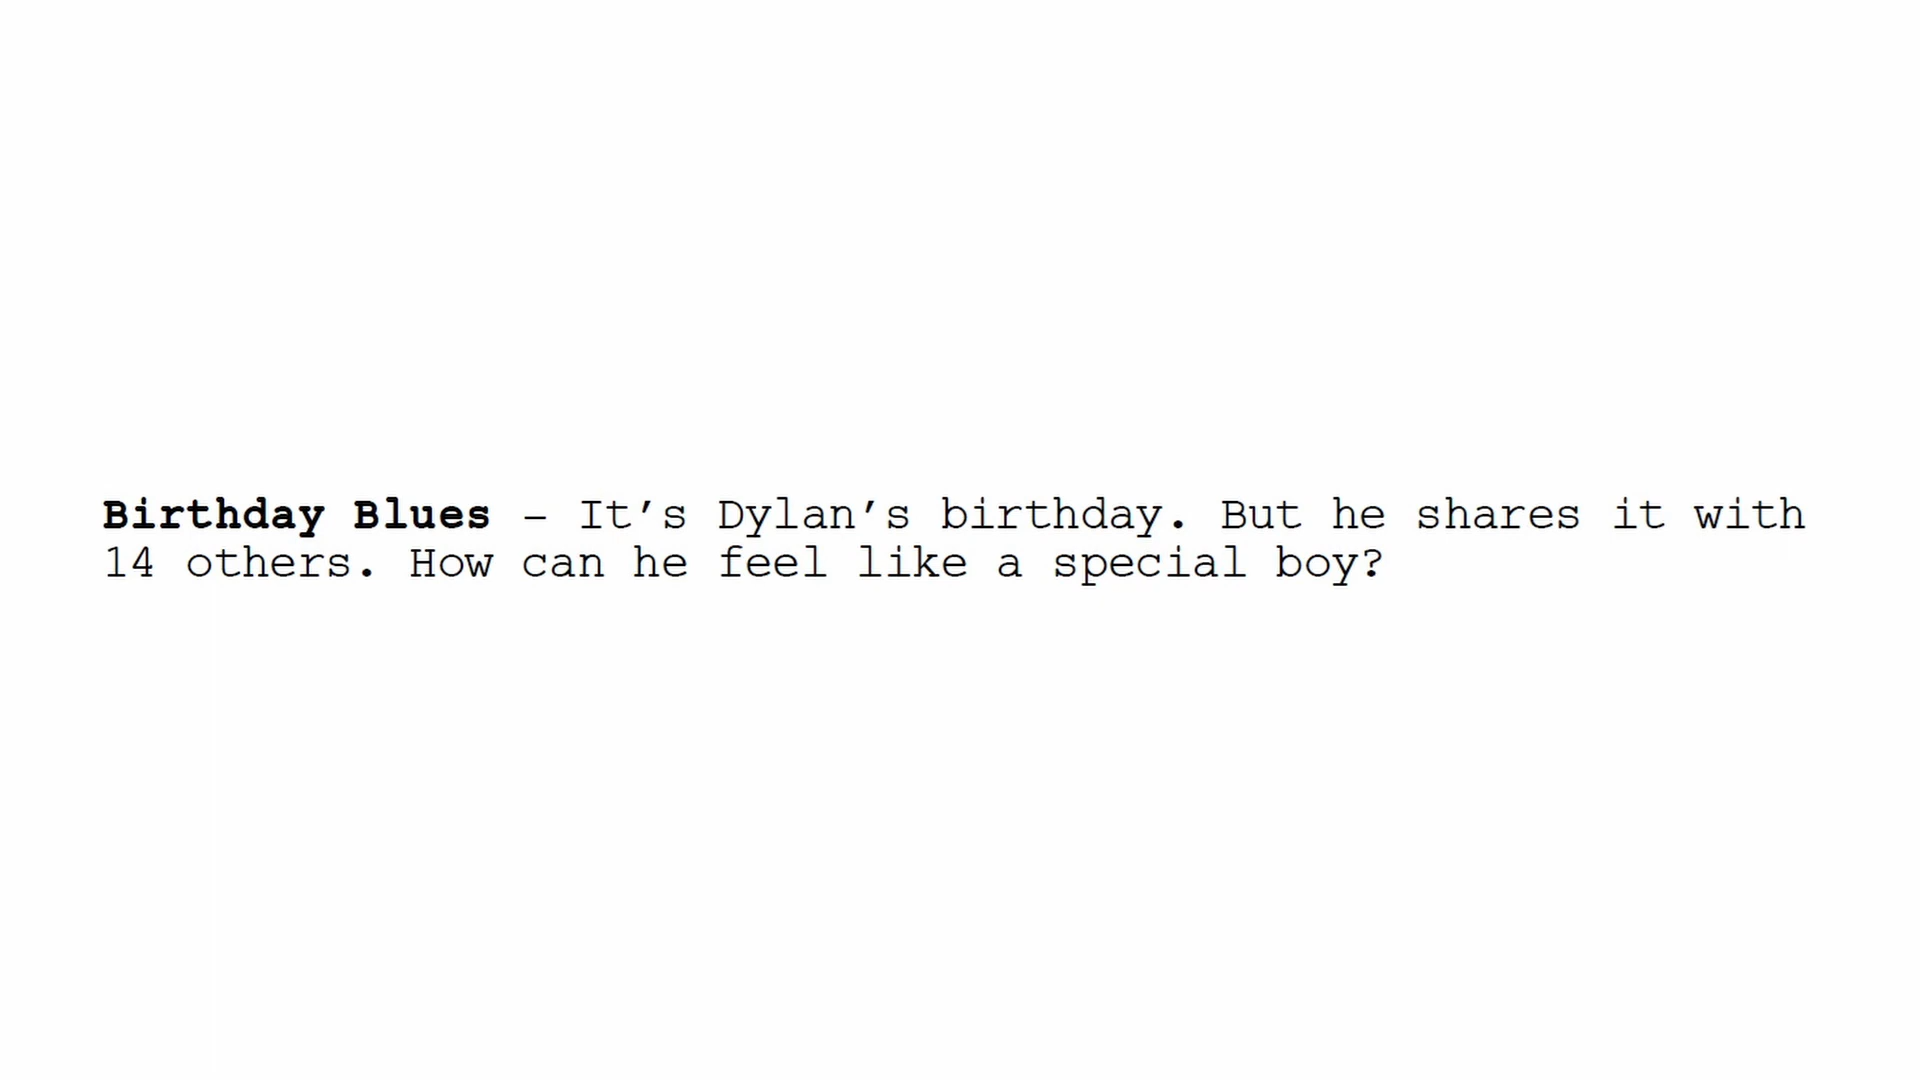 Birthday Blues – It’s Dylan’s birthday. But he shares it with
14 others. How can he feel like a special boy?